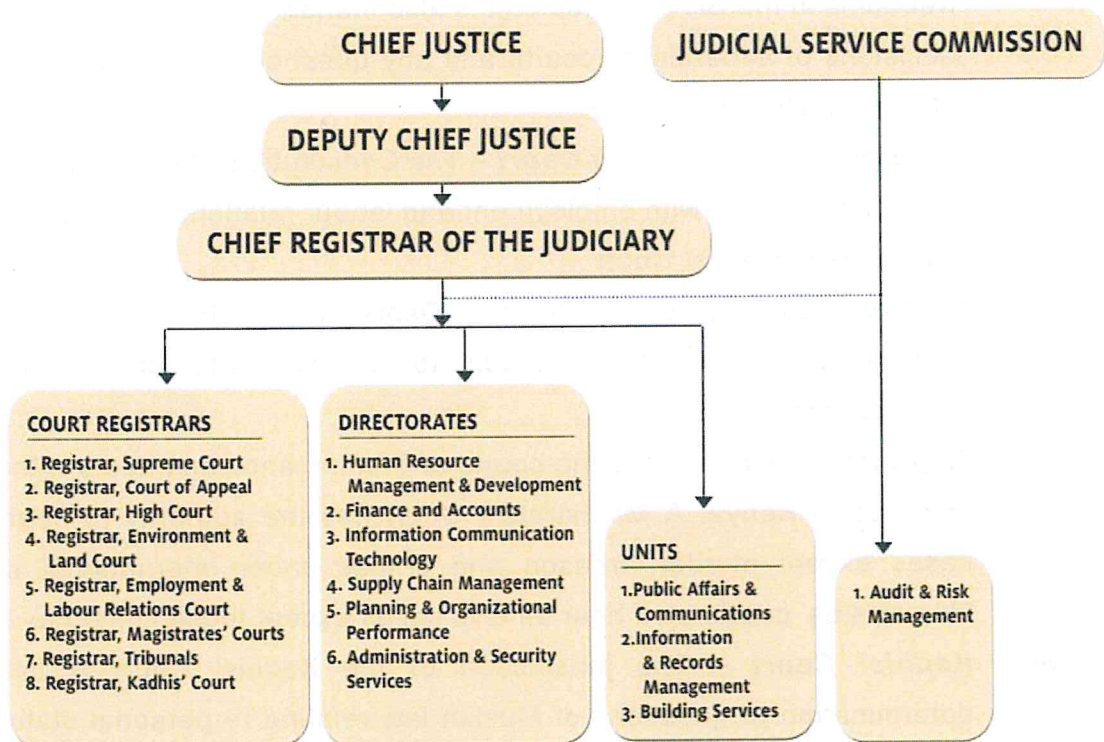 CHIEF JUSTICE
JUDICIAL SERVICE COMMISSION
DEPUTY CHIEF JUSTICE
CHIEF REGISTRAR OF THE JUDICIARY
COURT REGISTRARS
1. Registrar, Supreme Court
2. Registrar, Court of Appeal
3. Registrar, High Court
4. Registrar, Environment &
Land Court
5. Registrar, Employment &
Labour Relations Court
6. Registrar, Magistrates' Courts
7. Registrar, Tribunals
8. Registrar, Kadhis' Court
DIRECTORATES
1. Human Resource
Management & Development
2. Finance and Accounts
3. Information Communication
Technology
4. Supply Chain Management
5. Planning & Organizational
Performance
6. Administration & Security
Services
UNITS
1.Public Affairs &
Communications
2.Information
& Records
Management
3. Building Services
1. Audit & Risk
Management